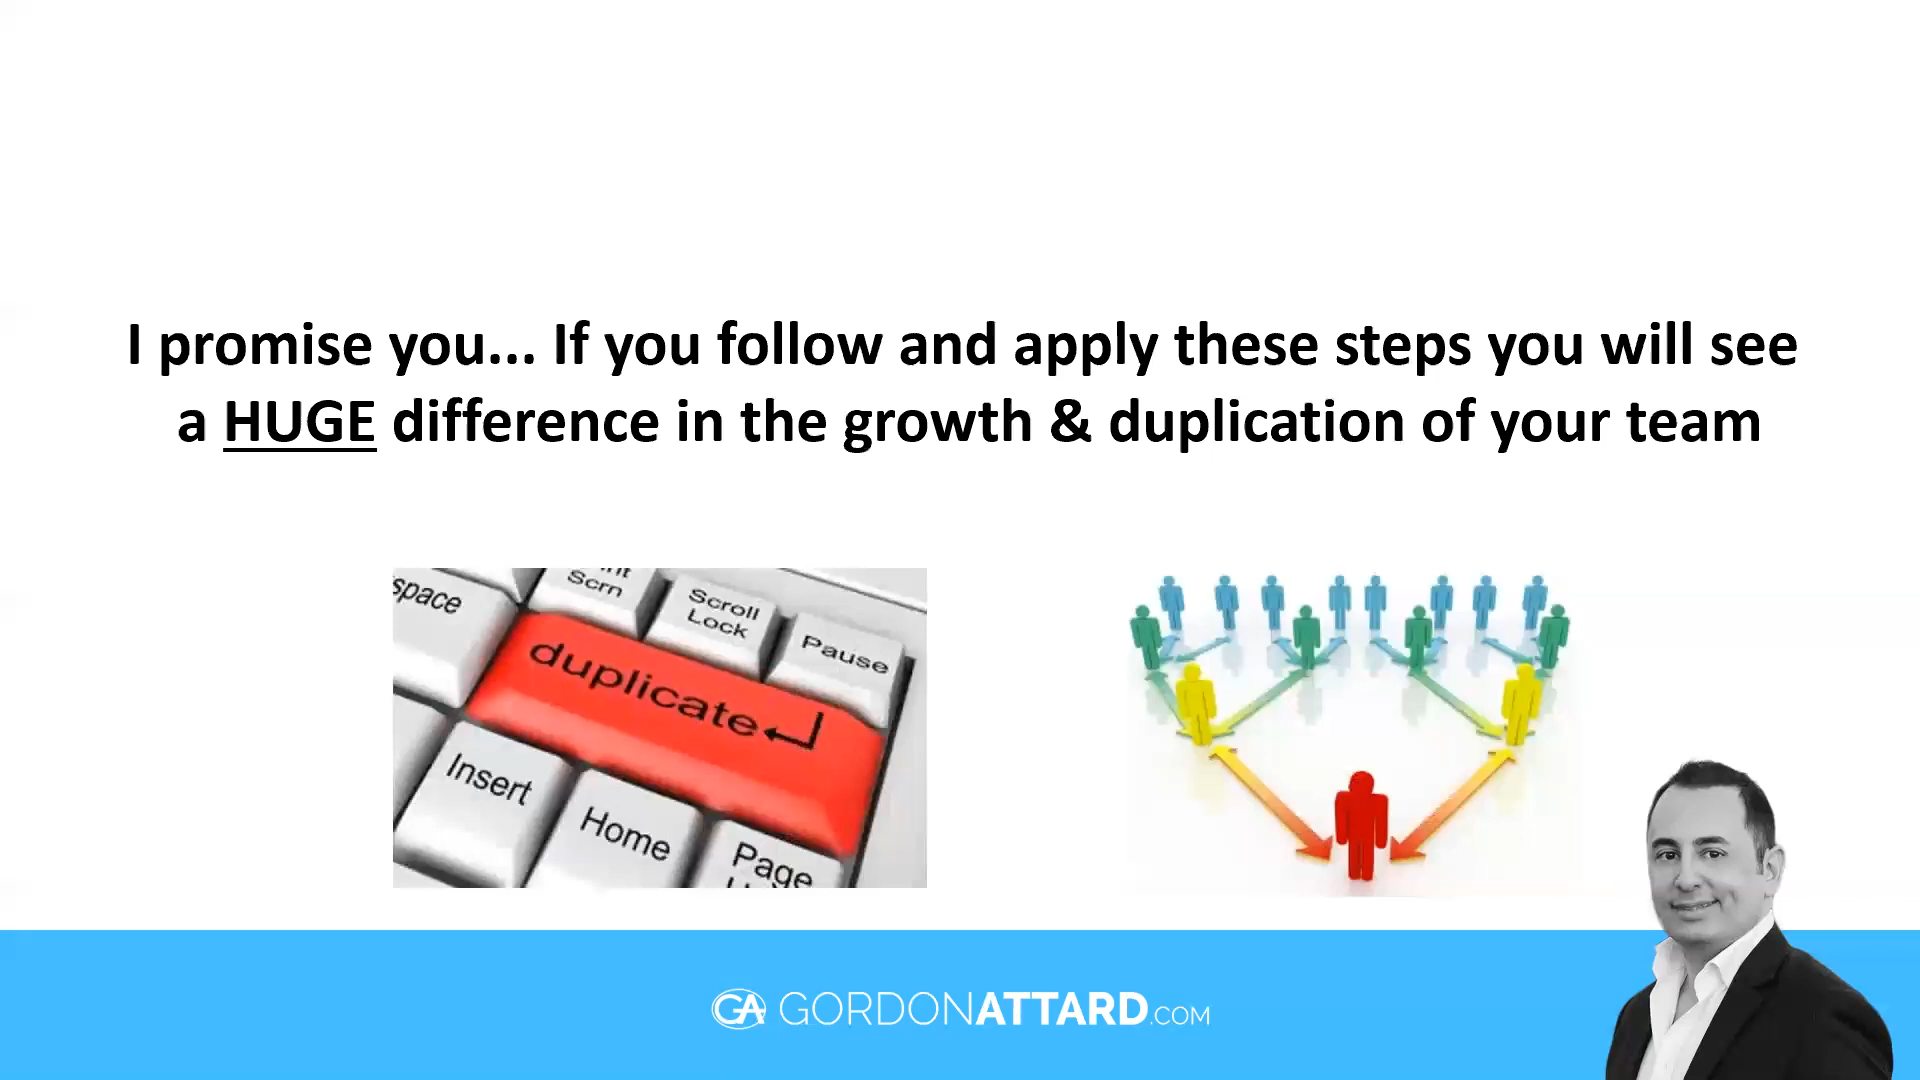 I promise you... If you follow and apply these steps you will see
a HUGE difference in the growth & duplication of your team
Scrn
Scroll
Lock
Pause
duplicate
Insert
Home
Page
GA GORDONATTARD.COM